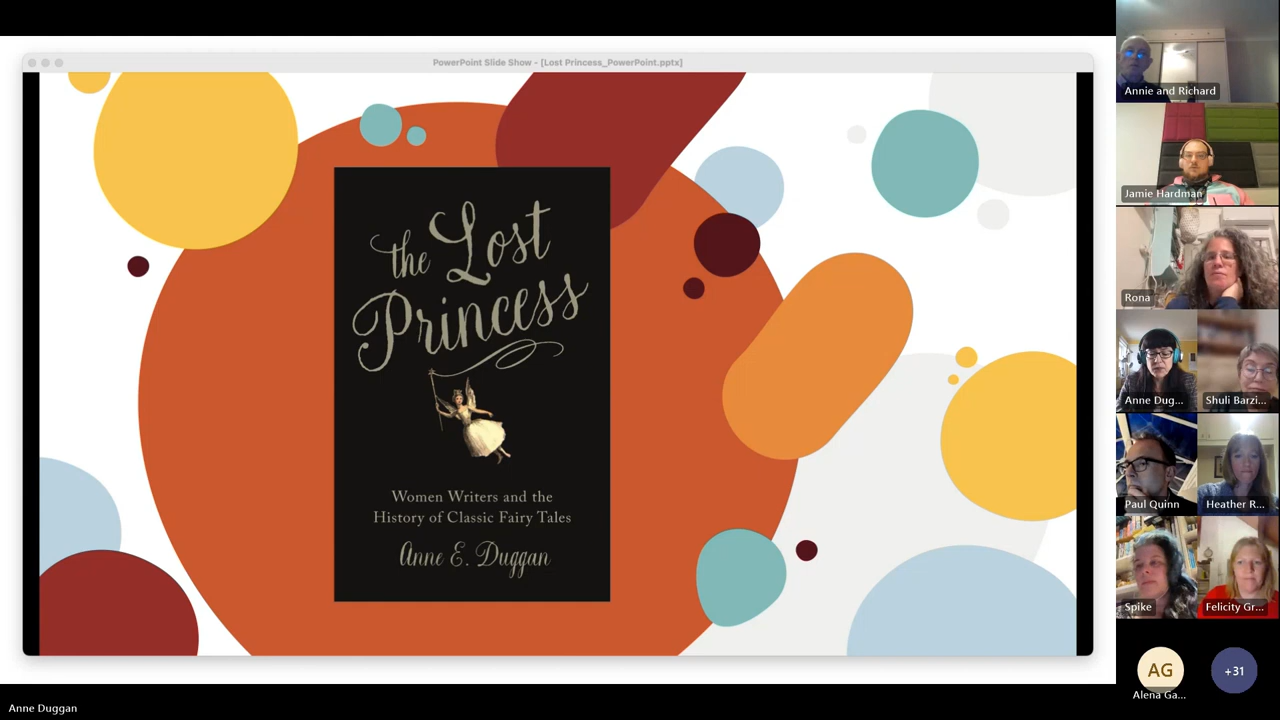 PowerPoint Slide Show - [Lost Princess_PowerPoint.pptx]
the Lost
Princess
Women Writers and the
History of Classic Fairy Tales
Anne E. Duggan
Annie and Richard
Jamie Hardman
Rona
Anne Dug...
Shuli Barzi...
Paul Quinn
Heather R...
Spike
Felicity Gr...
AG
+31
Alena Ga...
Anne Duggan